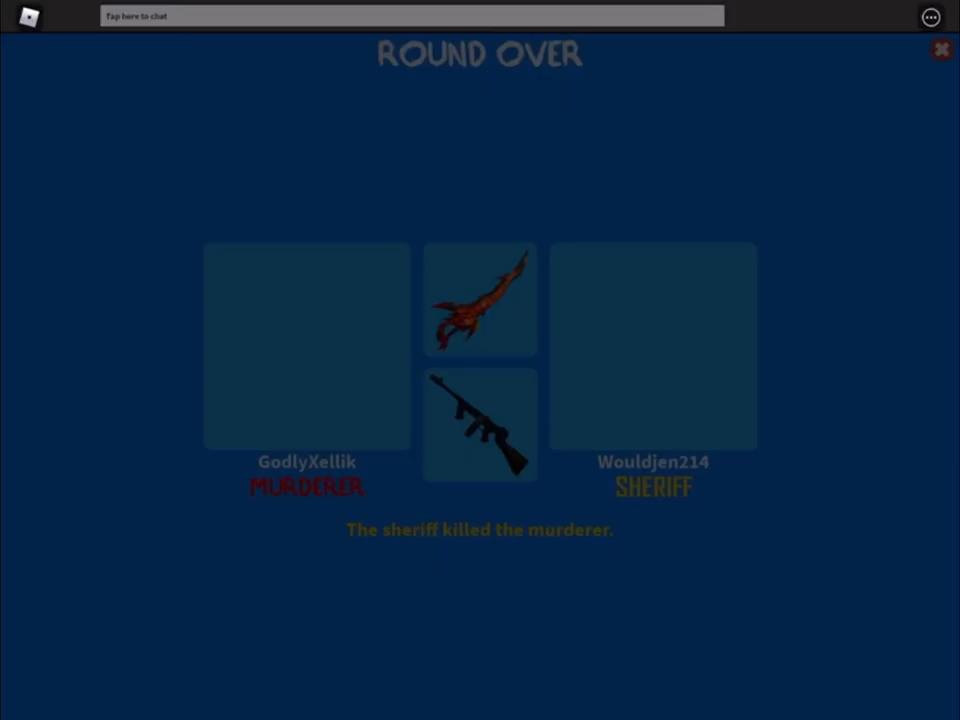 Tap here to chat
ROUND OVER
GodlyXellik
Wouldjen214
MURDERER
SHERIFF
The sheriff killed the murderer.